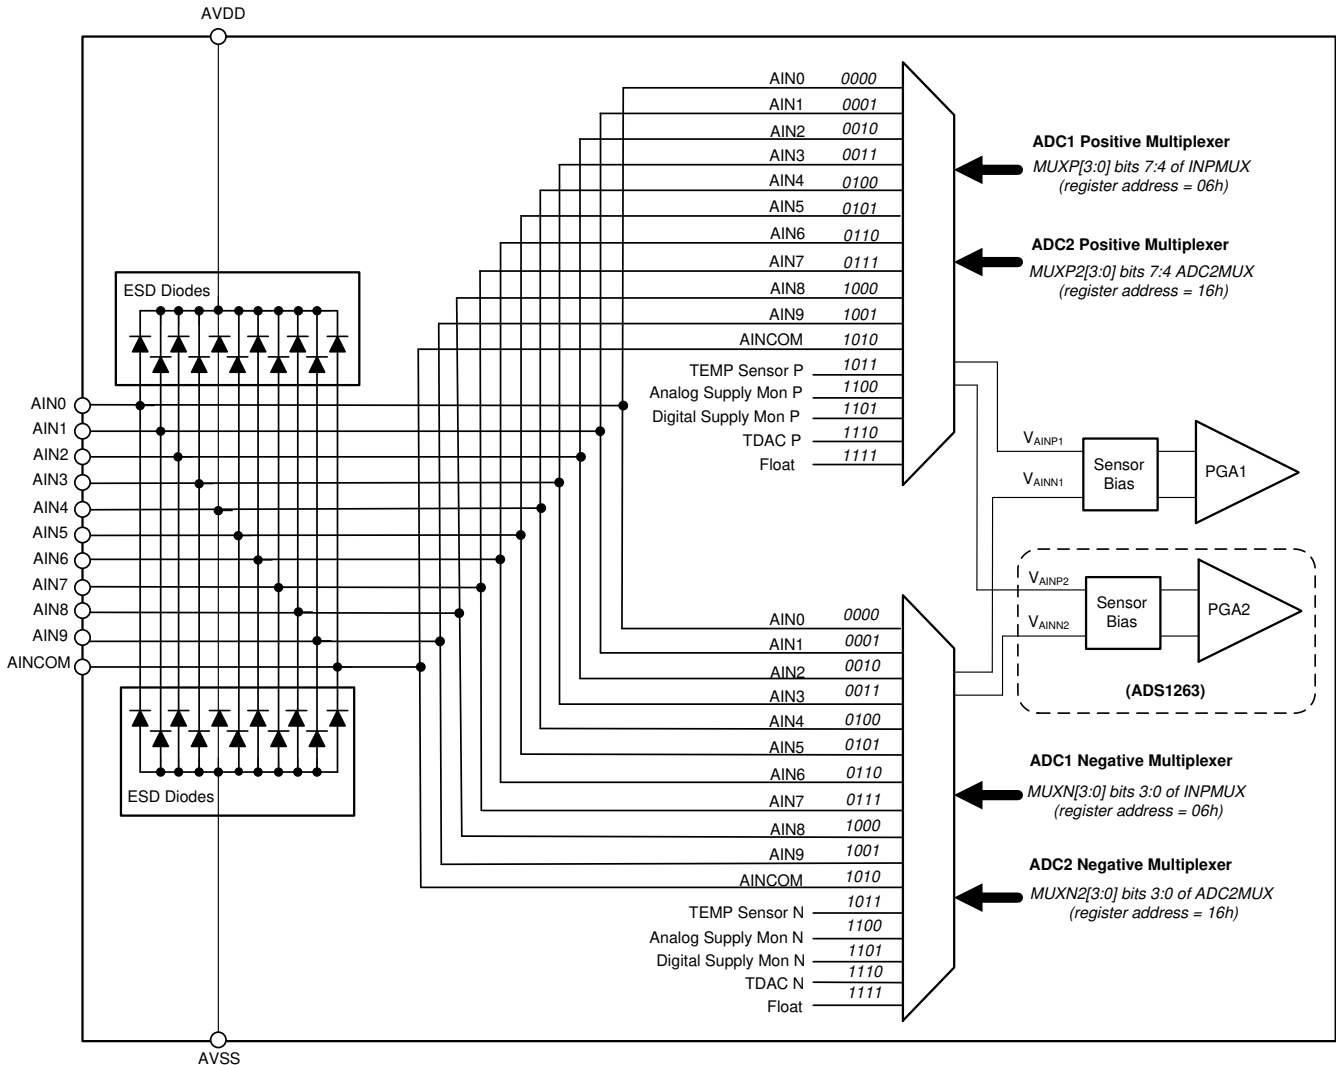 AVDD
ESD Diodes
AIN0
AIN1
AIN2
AIN3
AIN4
AIN5
AIN6
AIN7
AIN8
AIN9
AINCOM
ESD Diodes
AVSS
AIN0 0000
AIN1 0001
AIN2 0010
AIN3 0011
AIN4 0100
AIN5 0101
AIN6 0110
AIN7 0111
AIN8 1000
AIN9 1001
AINCOM 1010
TEMP Sensor P 1011
Analog Supply Mon P 1100
Digital Supply Mon P 1101
TDAC P 1110
Float 1111
ADC1 Positive Multiplexer
MUXP[3:0] bits 7:4 of INPMUX
(register address = 06h)
ADC2 Positive Multiplexer
MUXP2[3:0] bits 7:4 ADC2MUX
(register address = 16h)
VAINP1
VAINN1
Sensor
Bias
PGA1
VAINP2
VAINN2
Sensor
Bias
PGA2
(ADS1263)
AIN0 0000
AIN1 0001
AIN2 0010
AIN3 0011
AIN4 0100
AIN5 0101
AIN6 0110
AIN7 0111
AIN8 1000
AIN9 1001
AINCOM 1010
TEMP Sensor N 1011
Analog Supply Mon N 1100
Digital Supply Mon N 1101
TDAC N 1110
Float 1111
ADC1 Negative Multiplexer
MUXN[3:0] bits 3:0 of INPMUX
(register address = 06h)
ADC2 Negative Multiplexer
MUXN2[3:0] bits 3:0 of ADC2MUX
(register address = 16h)